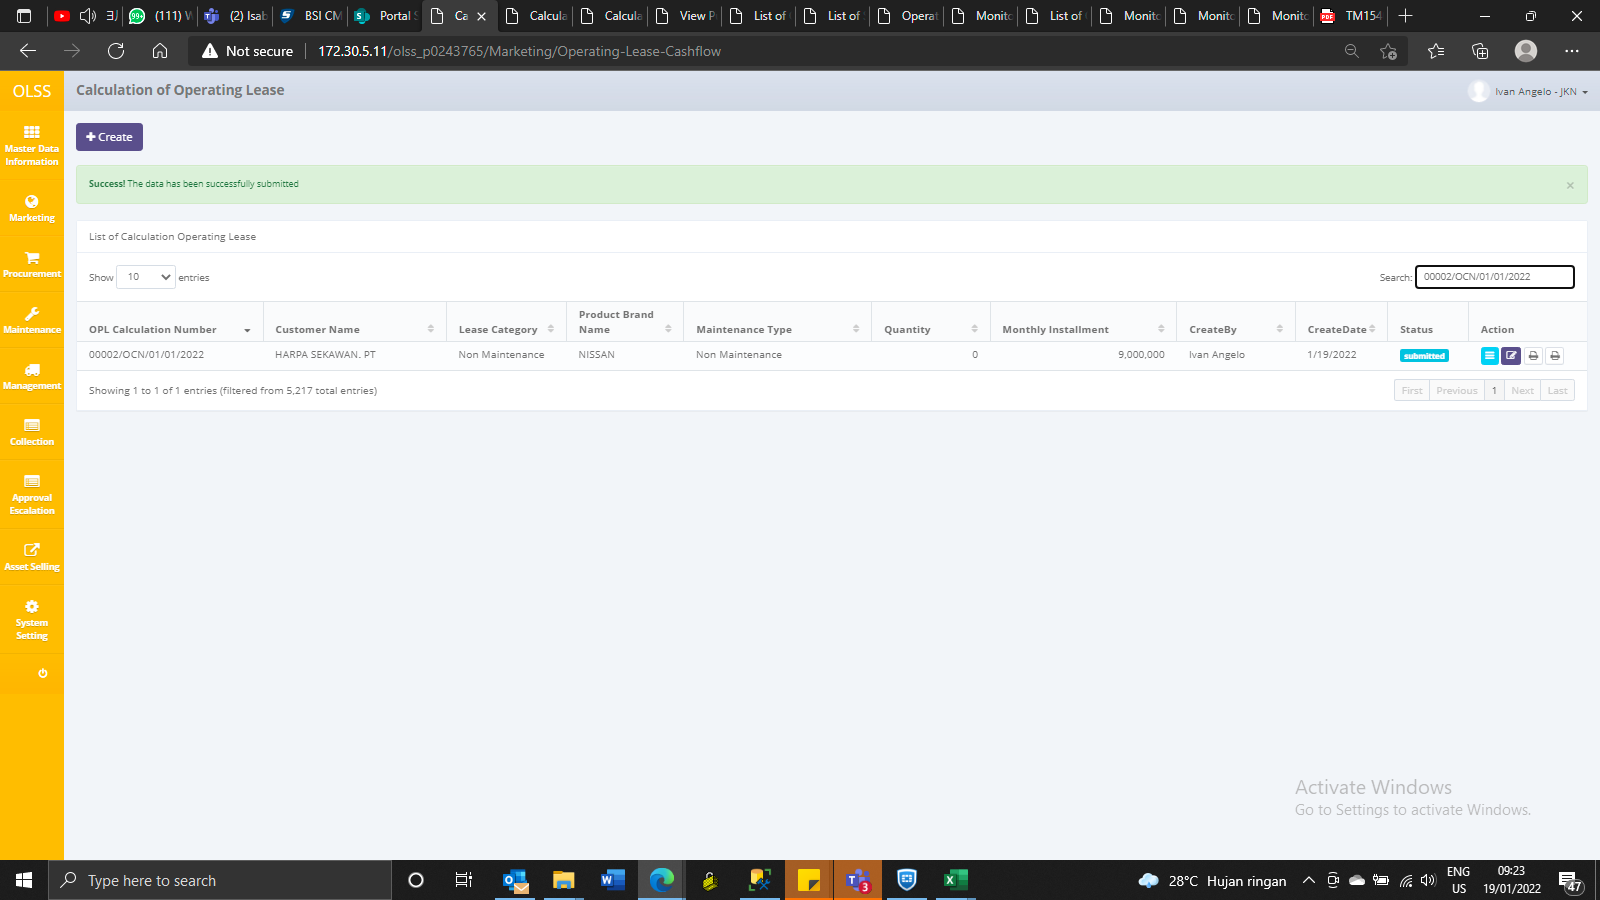 (111) W
(2) Isab
BSI CM
Portal S
Ca
Calcula
Calcula
View P
List of
List of
Operat
Monito
List of
Monito
Monito
Monito
TM154
Not secure
172.30.5.11/olss_p0243765/Marketing/Operating-Lease-Cashflow
OLSS
Calculation of Operating Lease
Ivan Angelo - JKN
Master Data
Information
Marketing
Procurement
Maintenance
Management
Collection
Approval
Escalation
Asset Selling
System
Setting
Create
Success! The data has been successfully submitted
×
List of Calculation Operating Lease
Show 10 entries
Search: 00002/OCN/01/01/2022
OPL Calculation Number
Customer Name
Lease Category
Product Brand
Name
Maintenance Type
Quantity
Monthly Installment
CreateBy
CreateDate
Status
Action
00002/OCN/01/01/2022
HARPA SEKAWAN. PT
Non Maintenance
NISSAN
Non Maintenance
0
9,000,000
Ivan Angelo
1/19/2022
submitted
Showing 1 to 1 of 1 entries (filtered from 5,217 total entries)
First Previous 1 Next Last
Activate Windows
Go to Settings to activate Windows.
Type here to search
3
28°C Hujan ringan
ENG
US
09:23
19/01/2022
47